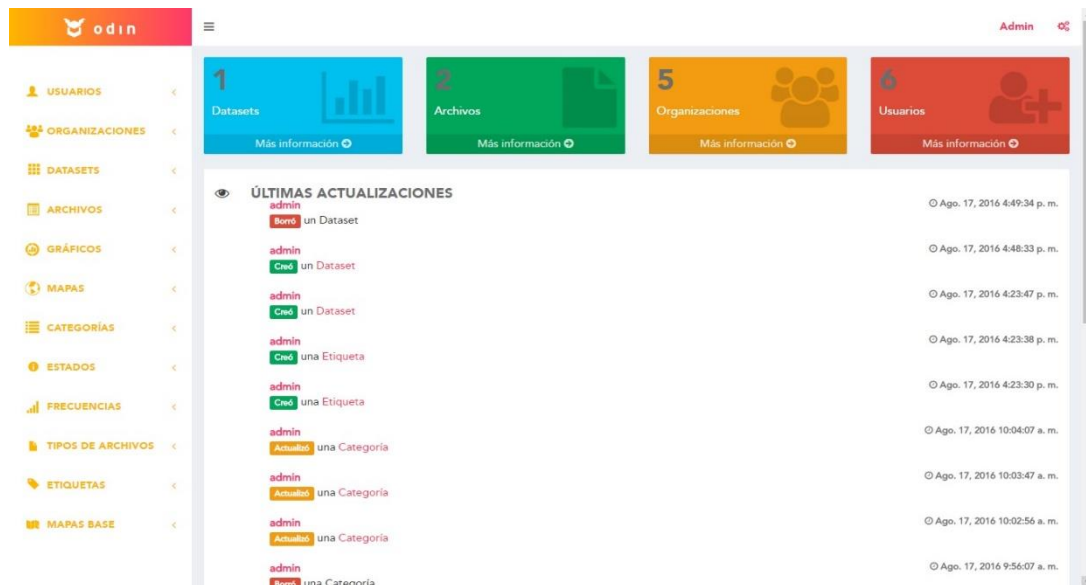 odin
Admin
USUARIOS
ORGANIZACIONES
DATASETS
ARCHIVOS
GRÁFICOS
MAPAS
CATEGORÍAS
ESTADOS
FRECUENCIAS
TIPOS DE ARCHIVOS
ETIQUETAS
MAPAS BASE
1
Datasets
Más información
2
Archivos
Más información
5
Organizaciones
Más información
6
Usuarios
Más información
ÚLTIMAS ACTUALIZACIONES
admin
Borró un Dataset
Ago. 17, 2016 4:49:34 p. m.
admin
Creó un Dataset
Ago. 17, 2016 4:48:33 p. m.
admin
Creó un Dataset
Ago. 17, 2016 4:23:47 p. m.
admin
Creó una Etiqueta
Ago. 17, 2016 4:23:38 p. m.
admin
Creó una Etiqueta
Ago. 17, 2016 4:23:30 p. m.
admin
Actualizó una Categoría
Ago. 17, 2016 10:04:07 a. m.
admin
Actualizó una Categoría
Ago. 17, 2016 10:03:47 a. m.
admin
Actualizó una Categoría
Ago. 17, 2016 10:02:56 a. m.
admin
Borró una Categoría
Ago. 17, 2016 9:56:07 a. m.